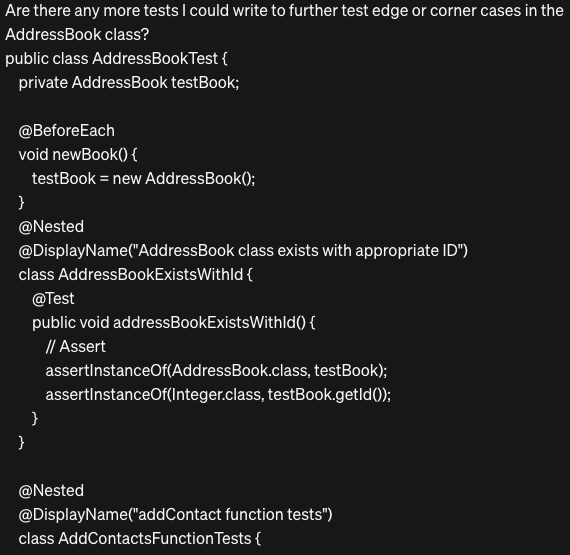 Are there any more tests I could write to further test edge or corner cases in the
AddressBook class?
public class AddressBookTest {
private AddressBook testBook;
@BeforeEach
void newBook() {
testBook = new AddressBook();
}
@Nested
@DisplayName("AddressBook class exists with appropriate ID")
class AddressBookExistsWithId {
@Test
public void addressBookExistsWithId() {
// Assert
assertInstanceOf(AddressBook.class, testBook);
assertInstanceOf(Integer.class, testBook.getId());
}
}
@Nested
@DisplayName("addContact function tests")
class AddContactsFunctionTests {